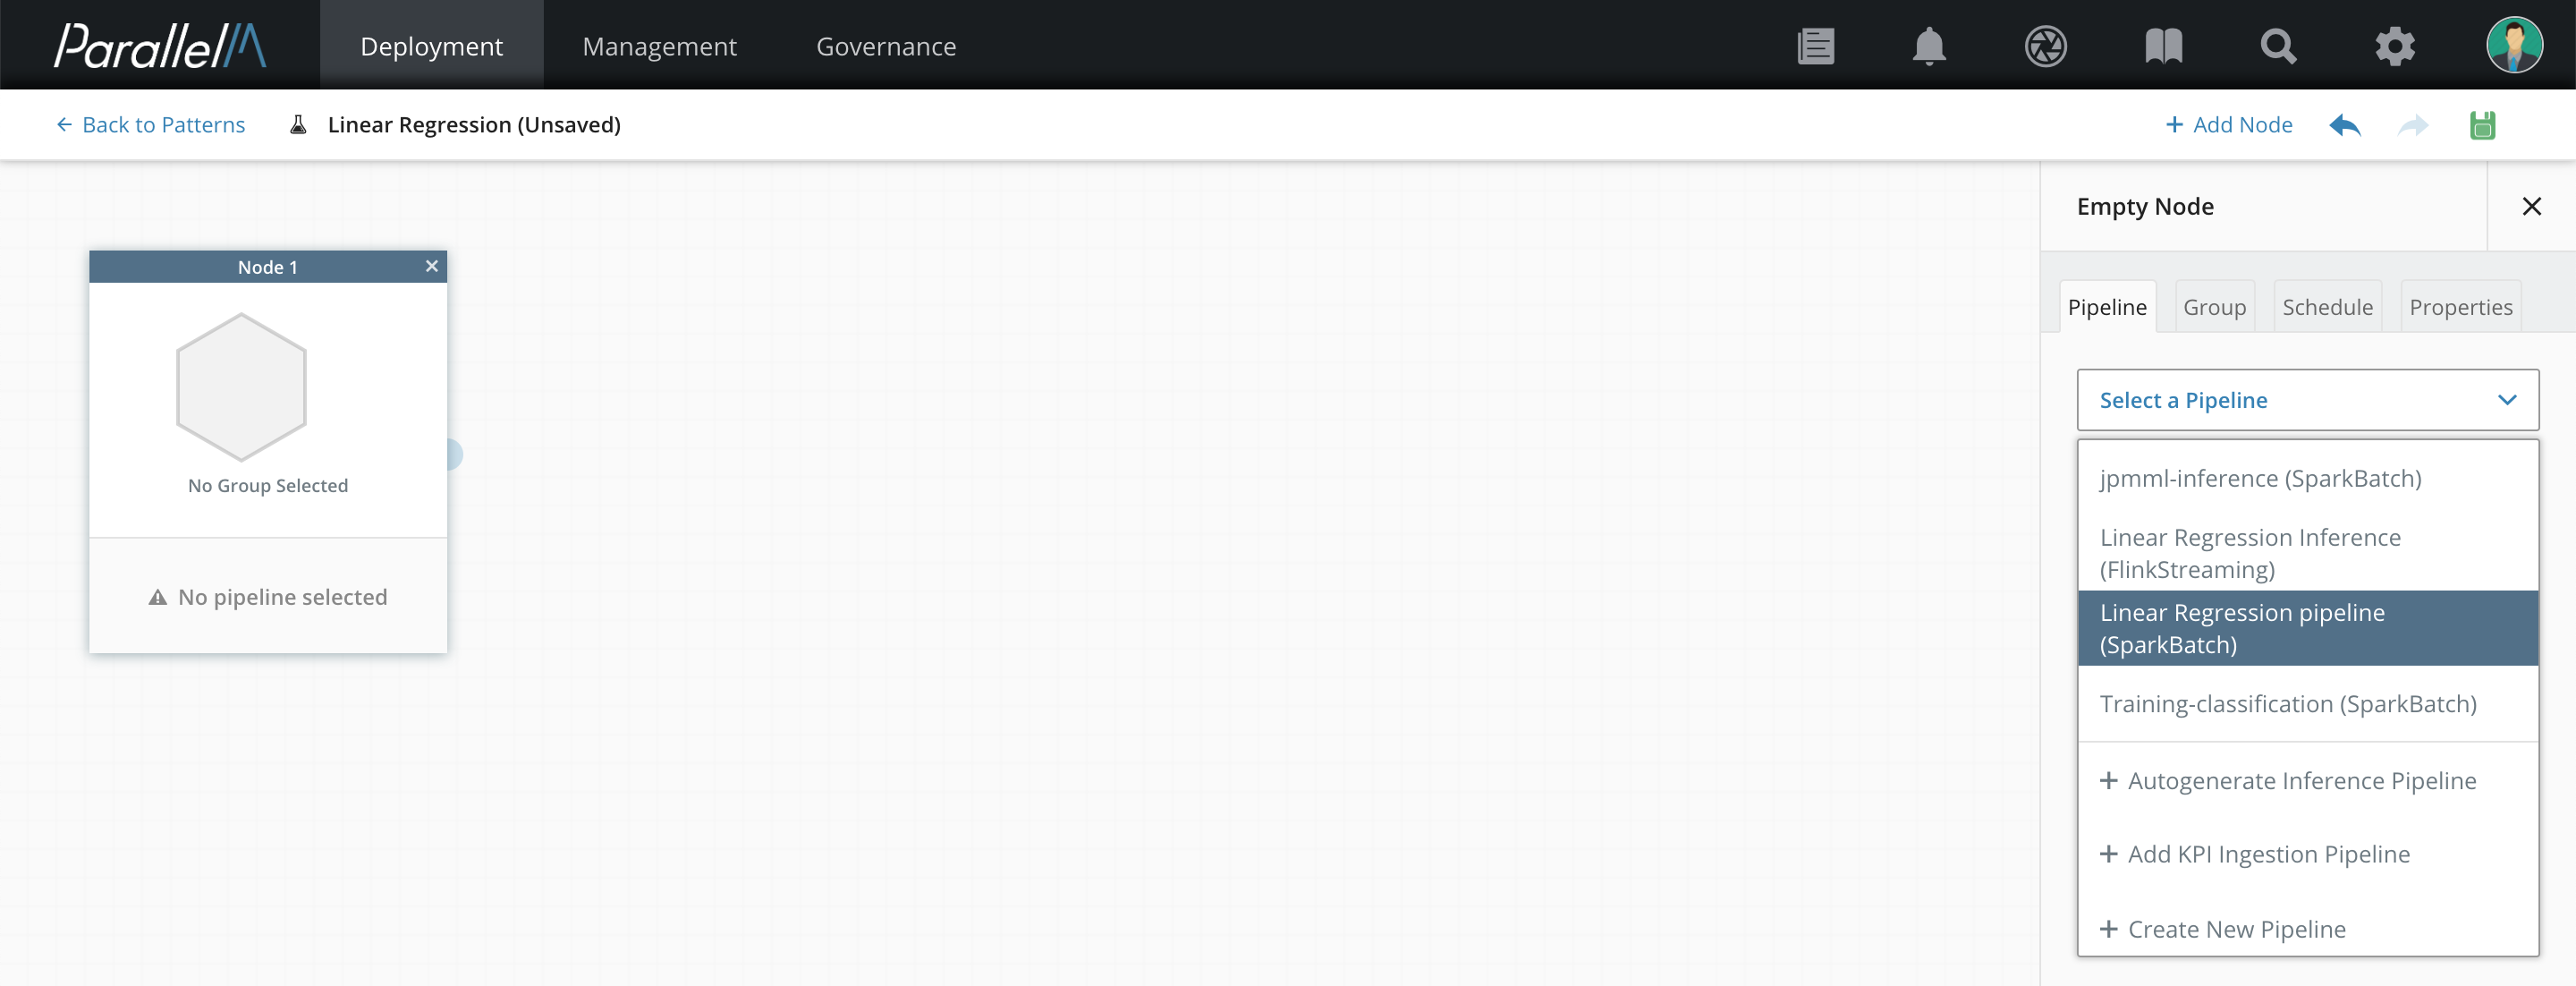 ParallelM
Deployment
Management
Governance
Back to Patterns
Linear Regression (Unsaved)
Add Node
Node 1
No Group Selected
No pipeline selected
Empty Node
Pipeline
Group
Schedule
Properties
Select a Pipeline
jpmml-inference (SparkBatch)
Linear Regression Inference
(FlinkStreaming)
Linear Regression pipeline
(SparkBatch)
Training-classification (SparkBatch)
+ Autogenerate Inference Pipeline
+ Add KPI Ingestion Pipeline
+ Create New Pipeline